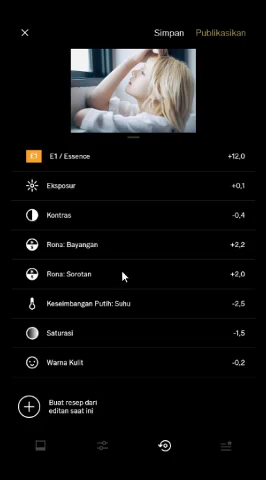 Simpan Publikasikan
E1 E1 / Essence +12,0
Eksposur +0,1
Kontras -0,4
Rona: Bayangan +2,2
Rona: Sorotan +2,0
Keseimbangan Putih: Suhu -2,5
Saturasi -1,5
Warna Kulit -0,2
Buat resep dari
editan saat ini